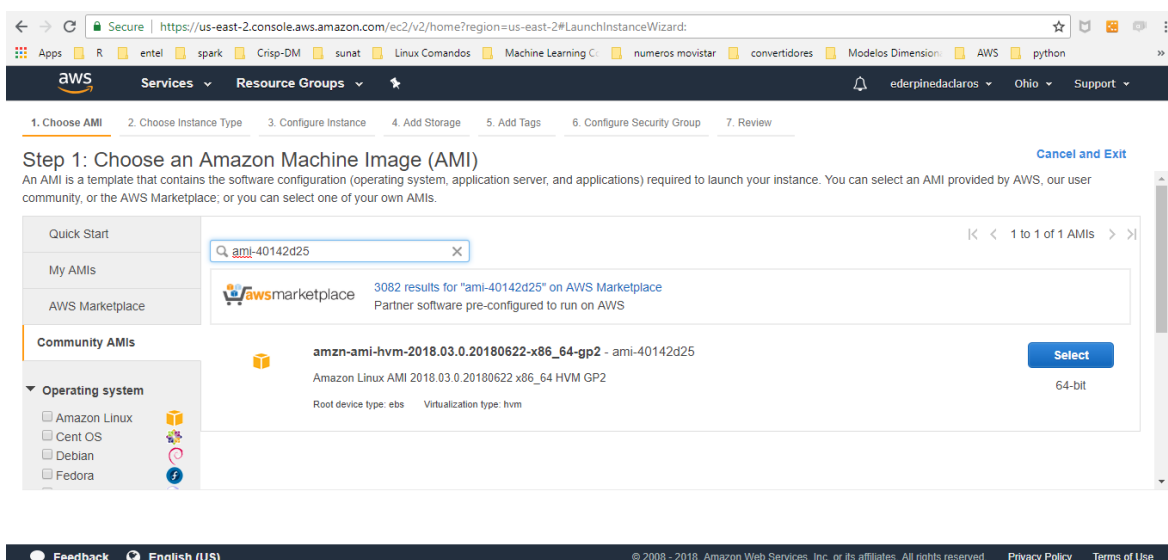 Secure | https://us-east-2.console.aws.amazon.com/ec2/v2/home?region=us-east-2#LaunchInstanceWizard:
Apps R entel spark Crisp-DM sunat Linux Comandos Machine Learning numeros movistar convertidores Modelos AWS python »
aws Services Resource Groups ederpinedaclaros Ohio Support
1. Choose AMI 2. Choose Instance Type 3. Configure Instance 4. Add Storage 5. Add Tags 6. Configure Security Group 7. Review
Step 1: Choose an Amazon Machine Image (AMI) Cancel and Exit
An AMI is a template that contains the software configuration (operating system, application server, and applications) required to launch your instance. You can select an AMI provided by AWS, our user
community, or the AWS Marketplace; or you can select one of your own AMIs.
Quick Start
My AMIs
AWS Marketplace
Community AMIs
Operating system
Amazon Linux
Cent OS
Debian
Fedora
ami-40142d25
1 to 1 of 1 AMIs
awsmarketplace
3082 results for "ami-40142d25" on AWS Marketplace
Partner software pre-configured to run on AWS
amzn-ami-hvm-2018.03.0.20180622-x86_64-gp2 - ami-40142d25
Amazon Linux AMI 2018.03.0.20180622 x86_64 HVM GP2
Root device type: ebs Virtualization type: hvm
Select
64-bit
Feedback English (US) © 2008 - 2018, Amazon Web Services, Inc. or its affiliates. All rights reserved. Privacy Policy Terms of Use